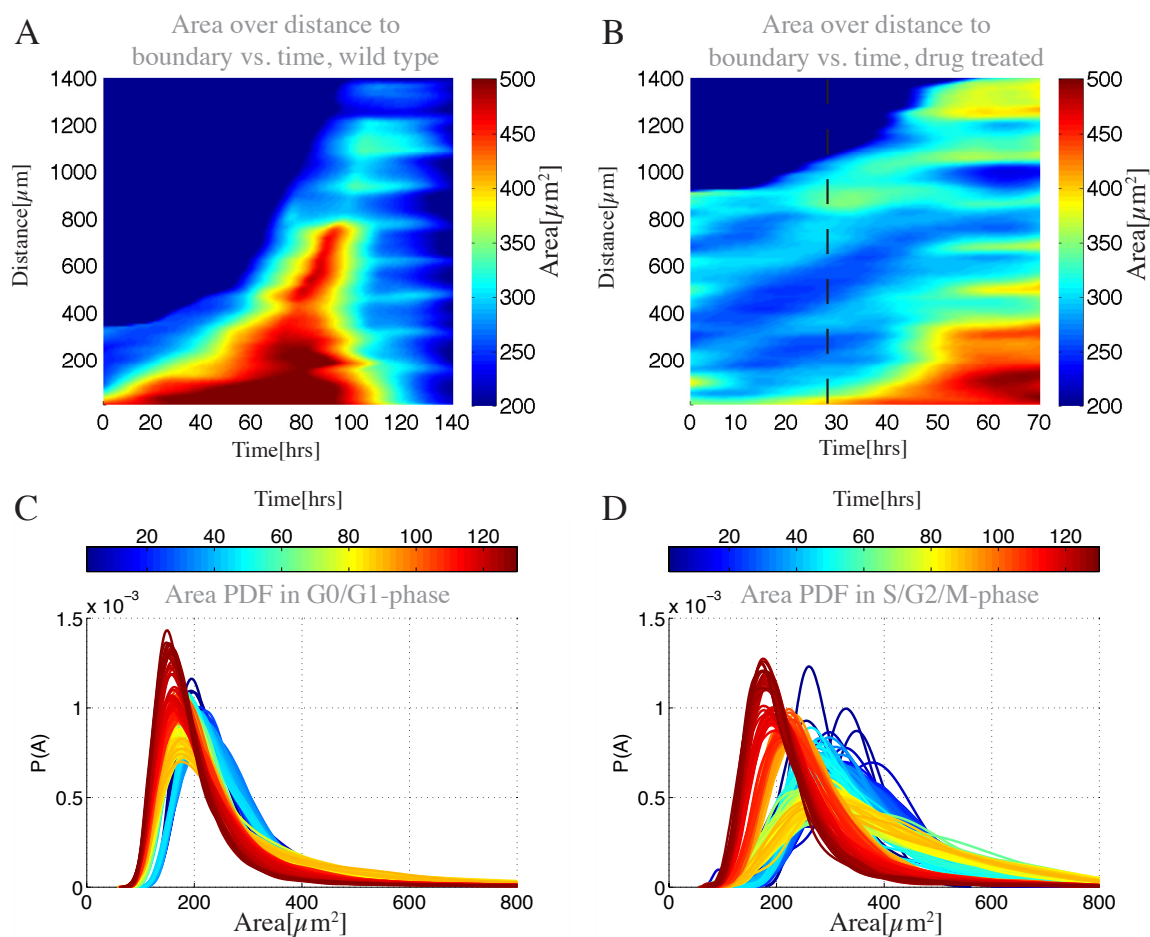 A
Area over distance to
boundary vs. time, wild type
1400
1200
1000
800
600
400
200
Distance[μm]
0 20 40 60 80 100 120 140
Time[hrs]
500
450
400
350
300
250
200
Area[μm²]
B
Area over distance to
boundary vs. time, drug treated
1400
1200
1000
800
600
400
200
Distance[μm]
0 10 20 30 40 50 60 70
Time[hrs]
500
450
400
350
300
250
200
Area[μm²]
C
Time[hrs]
20 40 60 80 100 120
Area PDF in G0/G1-phase
x 10⁻³
1.5
1
0.5
0
P(A)
0 200 400 600 800
Area[μm²]
D
Time[hrs]
20 40 60 80 100 120
Area PDF in S/G2/M-phase
x 10⁻³
1.5
1
0.5
0
P(A)
0 200 400 600 800
Area[μm²]